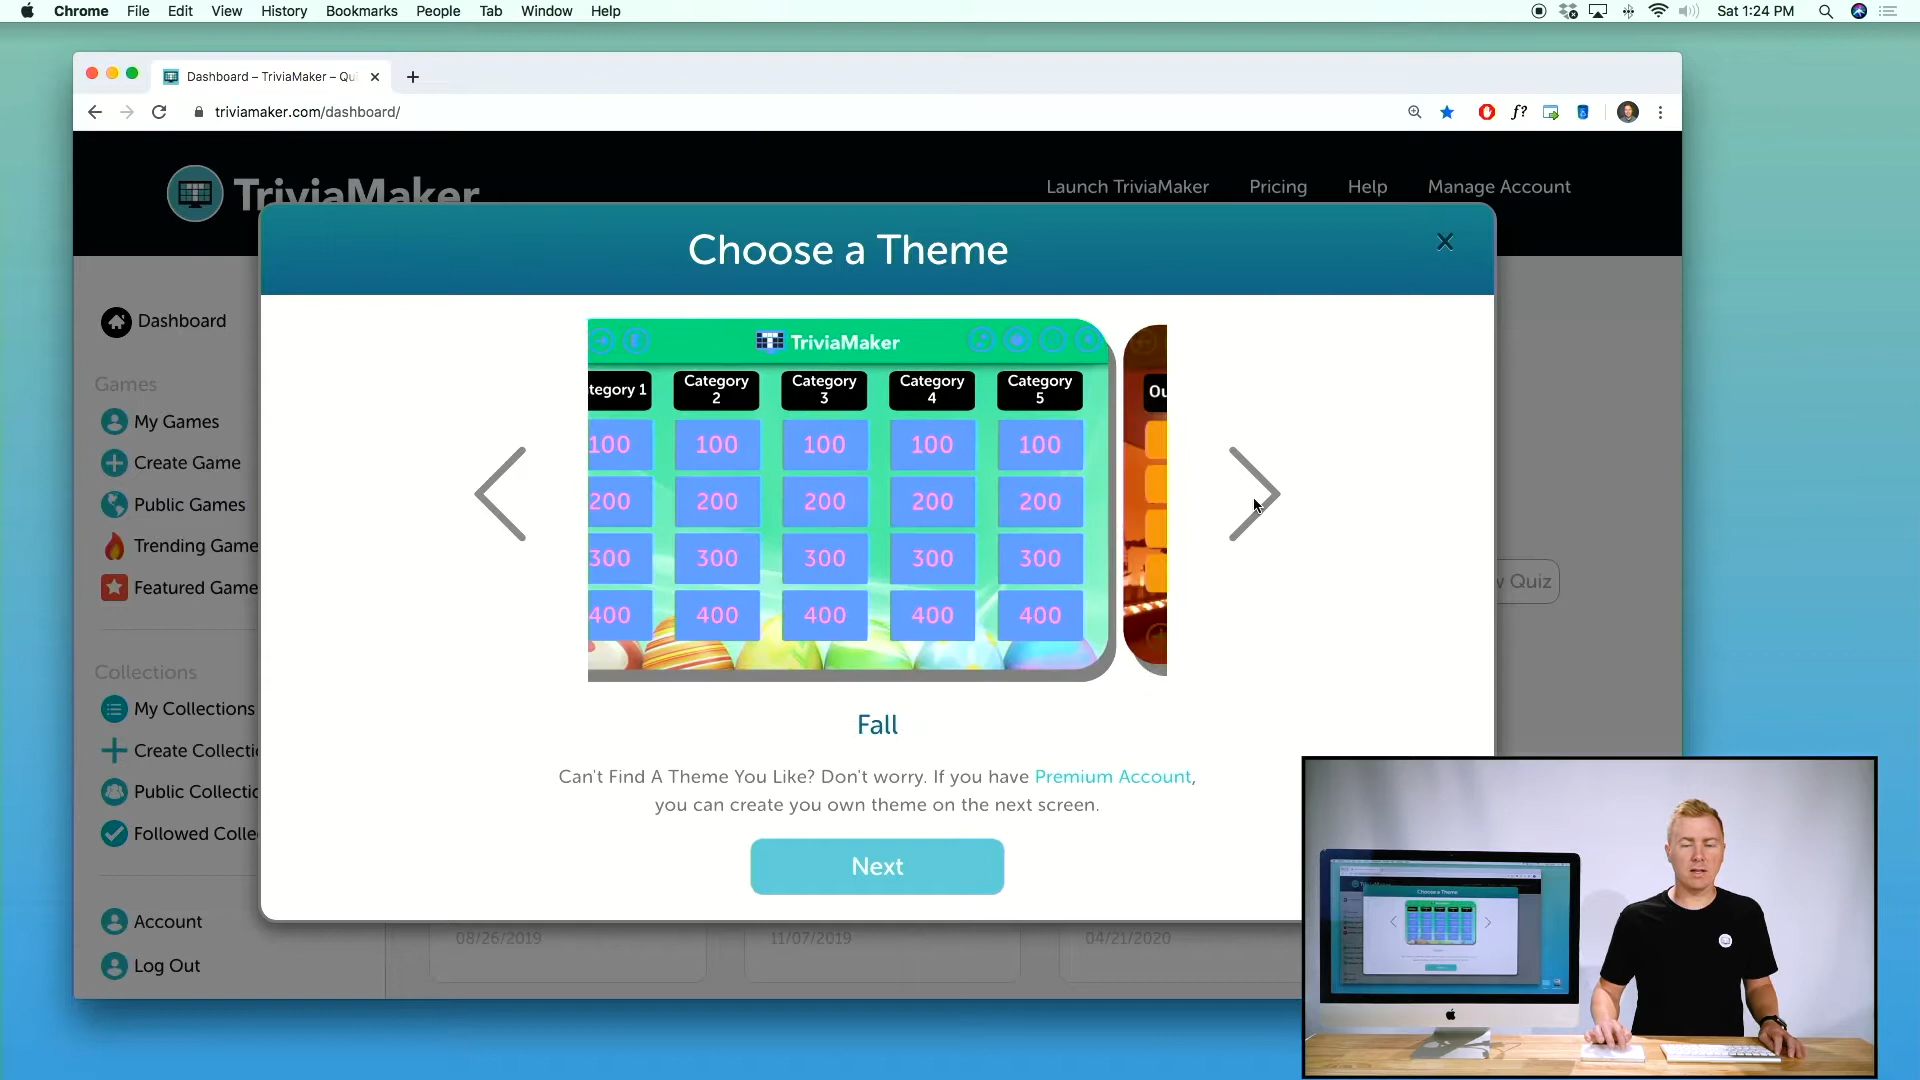 Chrome File Edit View History Bookmarks People Tab Window Help
Sat 1:24 PM
Dashboard – TriviaMaker – Qu
triviamaker.com/dashboard/
f?
TriviaMaker
Launch TriviaMaker Pricing Help Manage Account
Choose a Theme
X
Dashboard
Games
My Games
Create Game
Public Games
Trending Game
Featured Game
Collections
My Collections
Create Collecti
Public Collectic
Followed Colle
Account
Log Out
TriviaMaker
tegory 1
Category
2
Category
3
Category
4
Category
5
100 100 100 100 100
200 200 200 200 200
300 300 300 300 300
400 400 400 400 400
Ou
Fall
Can't Find A Theme You Like? Don't worry. If you have Premium Account,
you can create you own theme on the next screen.
Next
w Quiz
08/26/2019
11/07/2019
04/21/2020
Choose a Theme